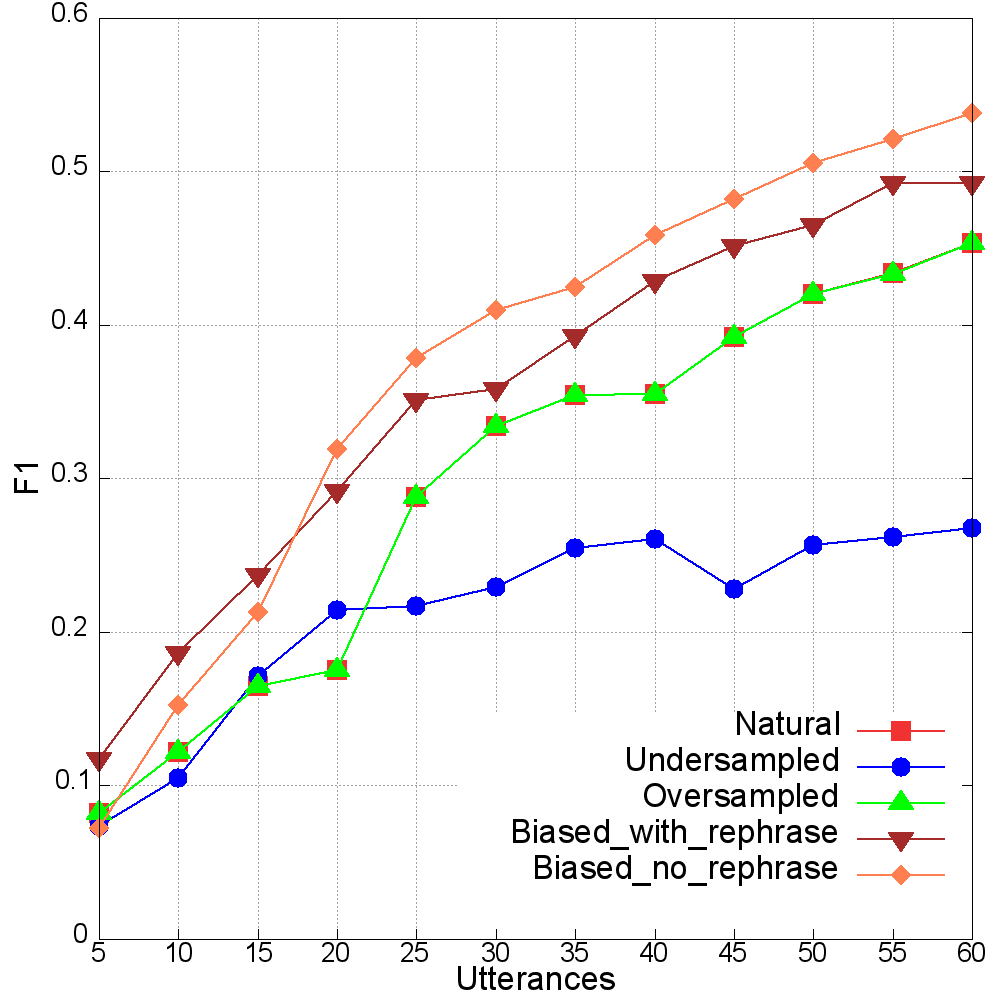 0.6
0.5
0.4
0.3
0.2
0.1
0
F1
Natural
Undersampled
Oversampled
Biased_with_rephrase
Biased_no_rephrase
5 10 15 20 25 30 35 40 45 50 55 60
Utterances